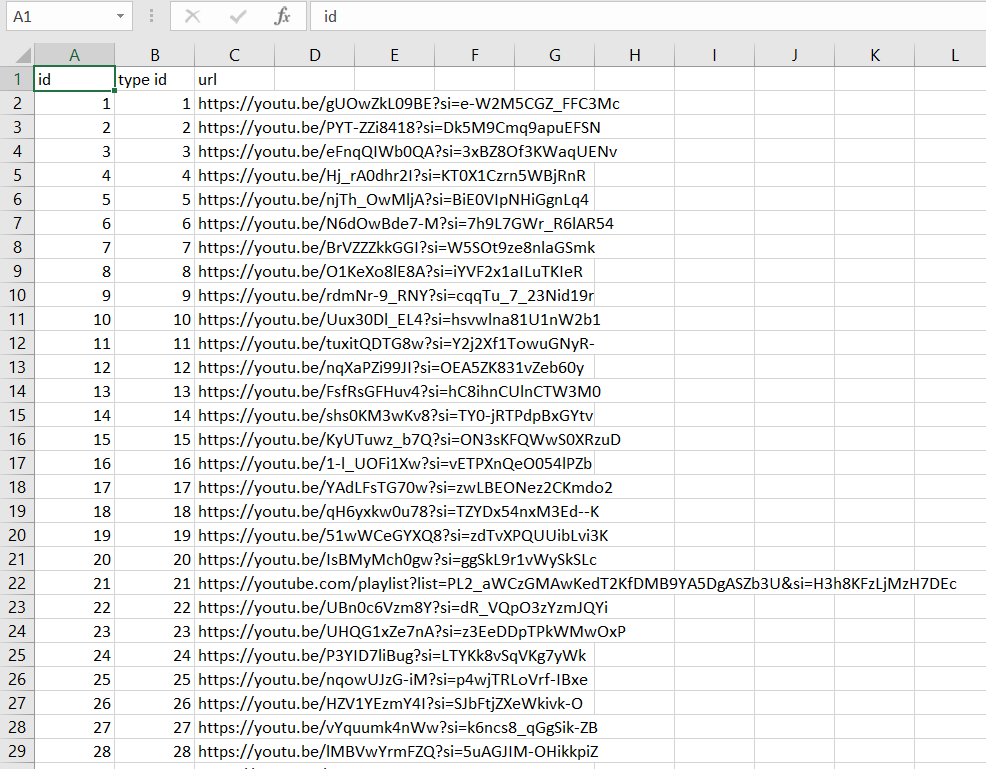 A1 fx id
A B C D E F G H I J K L
1 id type id url
2 1 1 https://youtu.be/gUOwZkL09BE?si=e-W2M5CGZ_FFC3Mc
3 2 2 https://youtu.be/PYT-ZZi8418?si=Dk5M9Cmq9apuEFSN
4 3 3 https://youtu.be/eFnqQIWb0QA?si=3xBZ8Of3KWaqUENv
5 4 4 https://youtu.be/Hj_rA0dhr2I?si=KT0X1Czrn5WBjRnR
6 5 5 https://youtu.be/njTh_OwMljA?si=BiE0VIpNHiGgnLq4
7 6 6 https://youtu.be/N6dOwBde7-M?si=7h9L7GWr_R6lAR54
8 7 7 https://youtu.be/BrVZZZkkGGI?si=W5SOt9ze8nlaGSmk
9 8 8 https://youtu.be/O1KeXo8lE8A?si=iYVF2x1aILuTKIeR
10 9 9 https://youtu.be/rdmNr-9_RNY?si=cqqTu_7_23Nid19r
11 10 10 https://youtu.be/Uux30Dl_EL4?si=hsvwlna81U1nW2b1
12 11 11 https://youtu.be/tuxitQDTG8w?si=Y2j2Xf1TowuGNyR-
13 12 12 https://youtu.be/nqXaPZi99JI?si=OEA5ZK831vZeb60y
14 13 13 https://youtu.be/FsfRsGFHuv4?si=hC8ihnCUlnCTW3M0
15 14 14 https://youtu.be/shs0KM3wKv8?si=TY0-jRTPdpBxGYtv
16 15 15 https://youtu.be/KyUTuwz_b7Q?si=ON3sKFQWwS0XRzuD
17 16 16 https://youtu.be/1-l_UOFi1Xw?si=vETPXnQeO054lPZb
18 17 17 https://youtu.be/YAdLFsTG70w?si=zwLBEONez2CKmdo2
19 18 18 https://youtu.be/qH6yxkw0u78?si=TZYDx54nxM3Ed--K
20 19 19 https://youtu.be/51wWCeGYXQ8?si=zdTvXPQUUibLvi3K
21 20 20 https://youtu.be/IsBMyMch0gw?si=ggSkL9r1vWySkSLc
22 21 21 https://youtube.com/playlist?list=PL2_aWCzGMAwKedT2KfDMB9YA5DgASZb3U&si=H3h8KFzLjMzH7DEc
23 22 22 https://youtu.be/UBn0c6Vzm8Y?si=dR_VQpO3zYzmJQYi
24 23 23 https://youtu.be/UHQG1xZe7nA?si=z3EeDDpTPkWMwOxP
25 24 24 https://youtu.be/P3YID7liBug?si=LTYKk8vSqVKg7yWk
26 25 25 https://youtu.be/nqowUJzG-iM?si=p4wjTRLoVrf-IBxe
27 26 26 https://youtu.be/HZV1YEzmY4I?si=SJbFtjZXeWkivk-O
28 27 27 https://youtu.be/vYquumk4nWw?si=k6ncs8_qGgSik-ZB
29 28 28 https://youtu.be/lMBVwYrmFZQ?si=5uAGJIM-OHikkpiZ